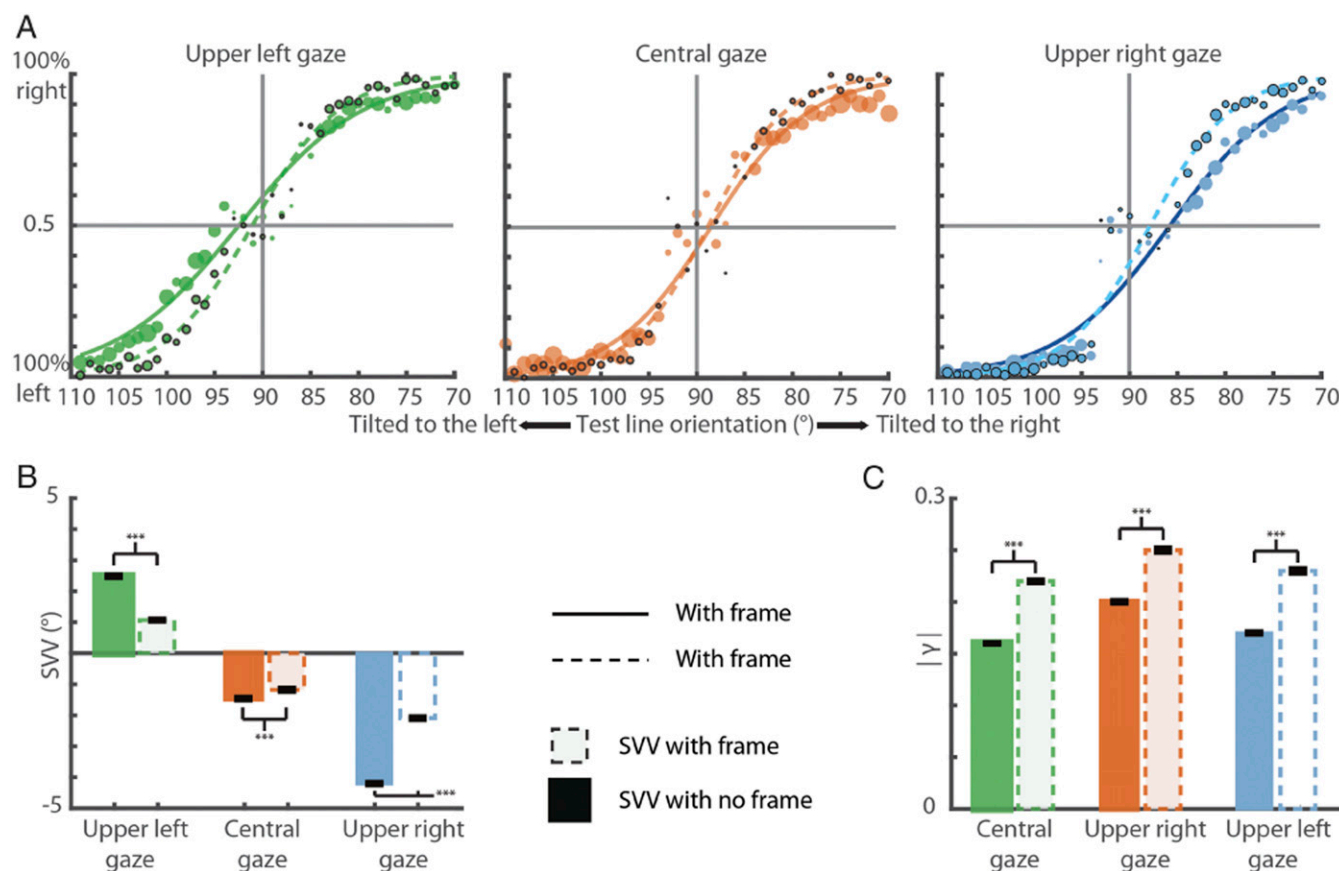 A
Upper left gaze
Central gaze
Upper right gaze
100%
right
0.5
100%
left
110 105 100 95 90 85 80 75 70
110 105 100 95 90 85 80 75 70
110 105 100 95 90 85 80 75 70
Tilted to the left Test line orientation (°) Tilted to the right
B
5
SVV (°)
-5
***
***
***
Upper left
gaze
Central
gaze
Upper right
gaze
With frame
With frame
SVV with frame
SVV with no frame
C
0.3
|γ|
0
***
***
***
Central
gaze
Upper right
gaze
Upper left
gaze